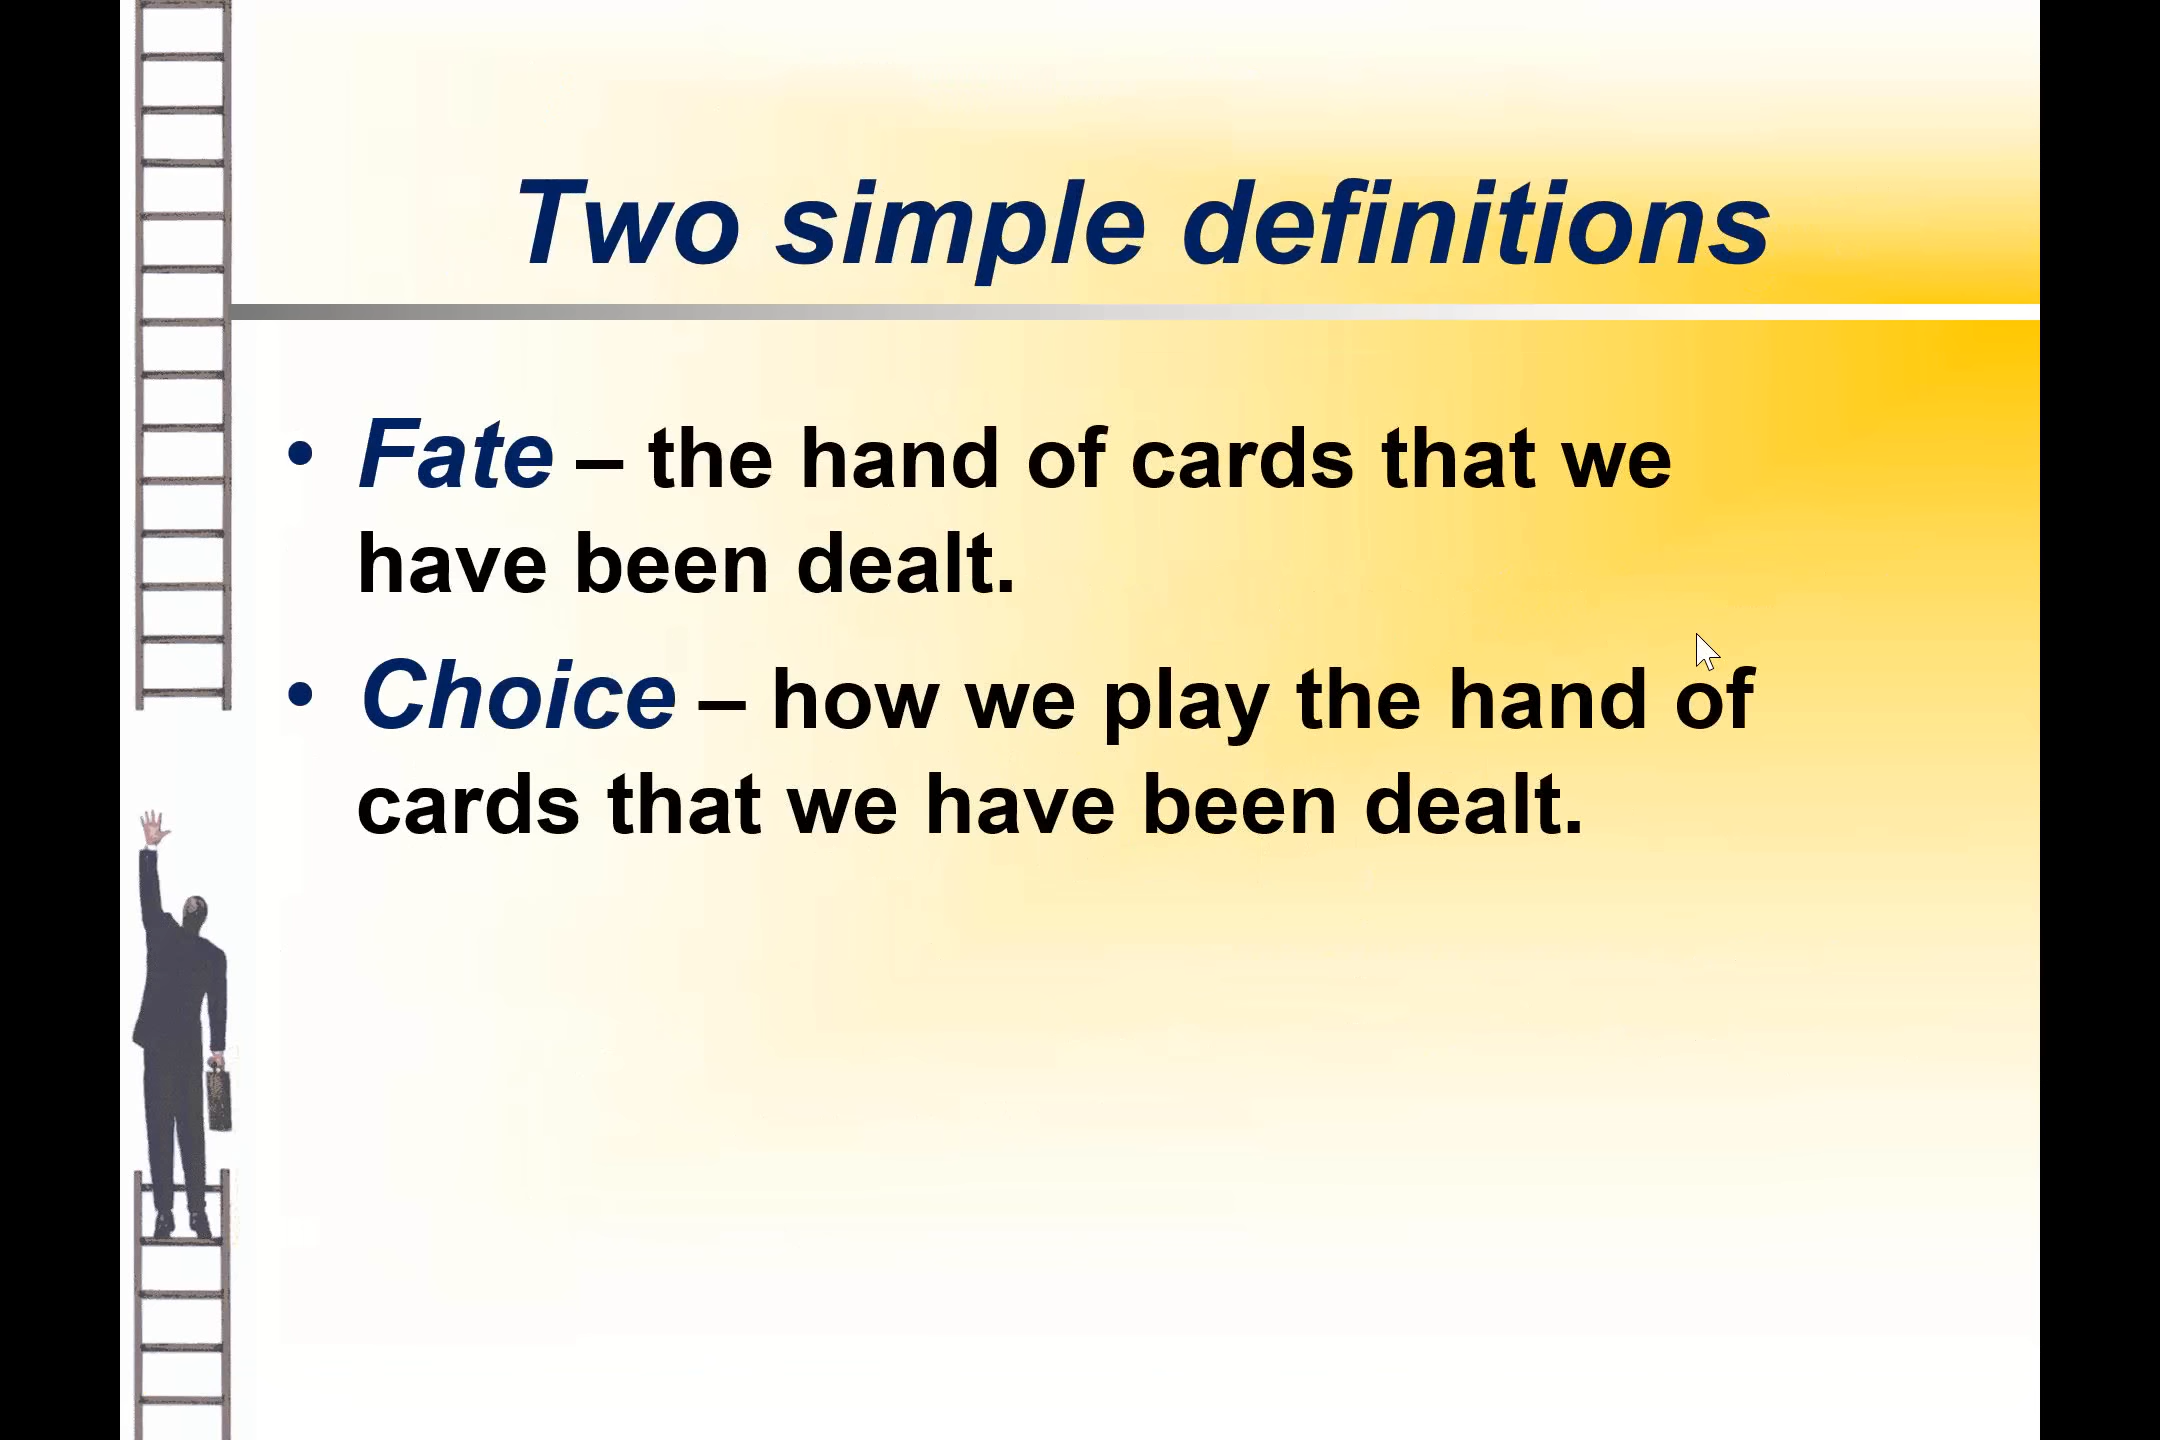 Two simple definitions
• Fate – the hand of cards that we
have been dealt.
• Choice – how we play the hand of
cards that we have been dealt.